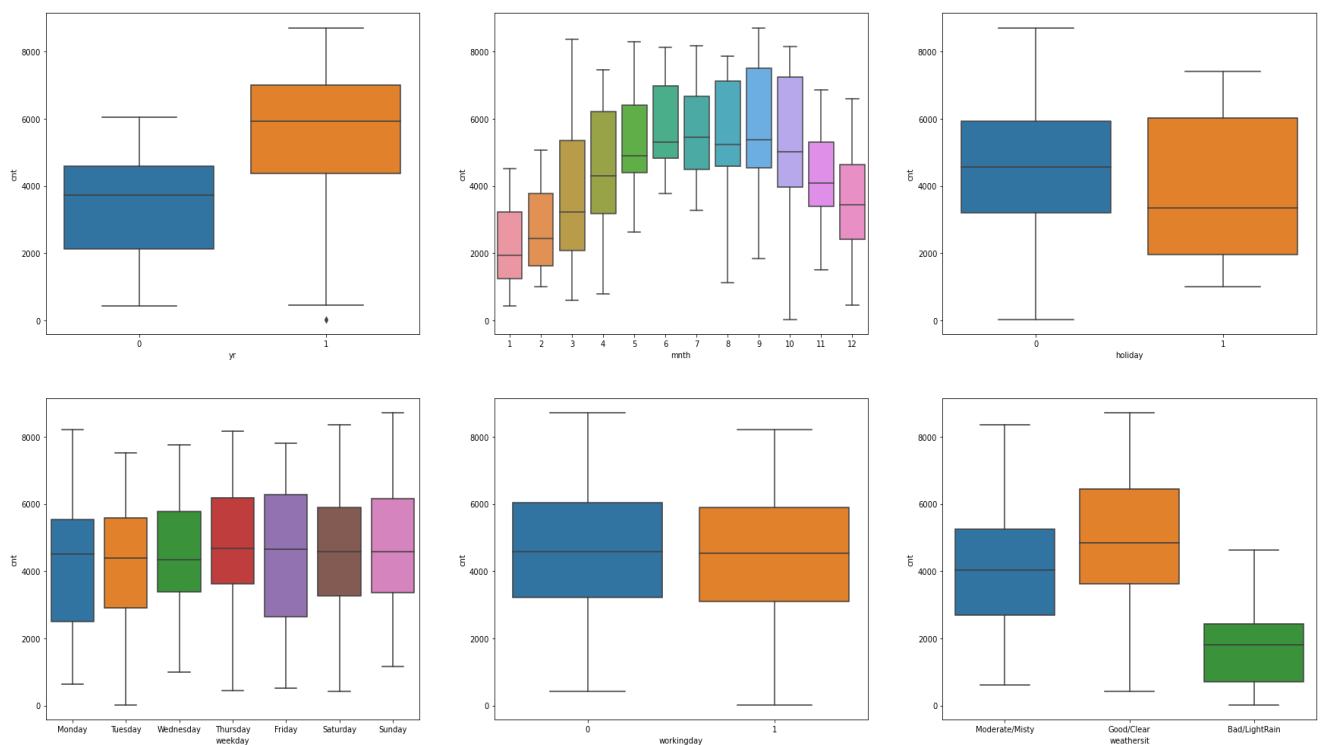 8000
6000
4000
2000
0
cnt
0 1
yr
8000
6000
4000
2000
0
cnt
1 2 3 4 5 6 7 8 9 10 11 12
mnth
8000
6000
4000
2000
0
cnt
0 1
holiday
8000
6000
4000
2000
0
cnt
Monday Tuesday Wednesday Thursday Friday Saturday Sunday
weekday
8000
6000
4000
2000
0
cnt
0 1
workingday
8000
6000
4000
2000
0
cnt
Moderate/Misty Good/Clear Bad/LightRain
weathersit